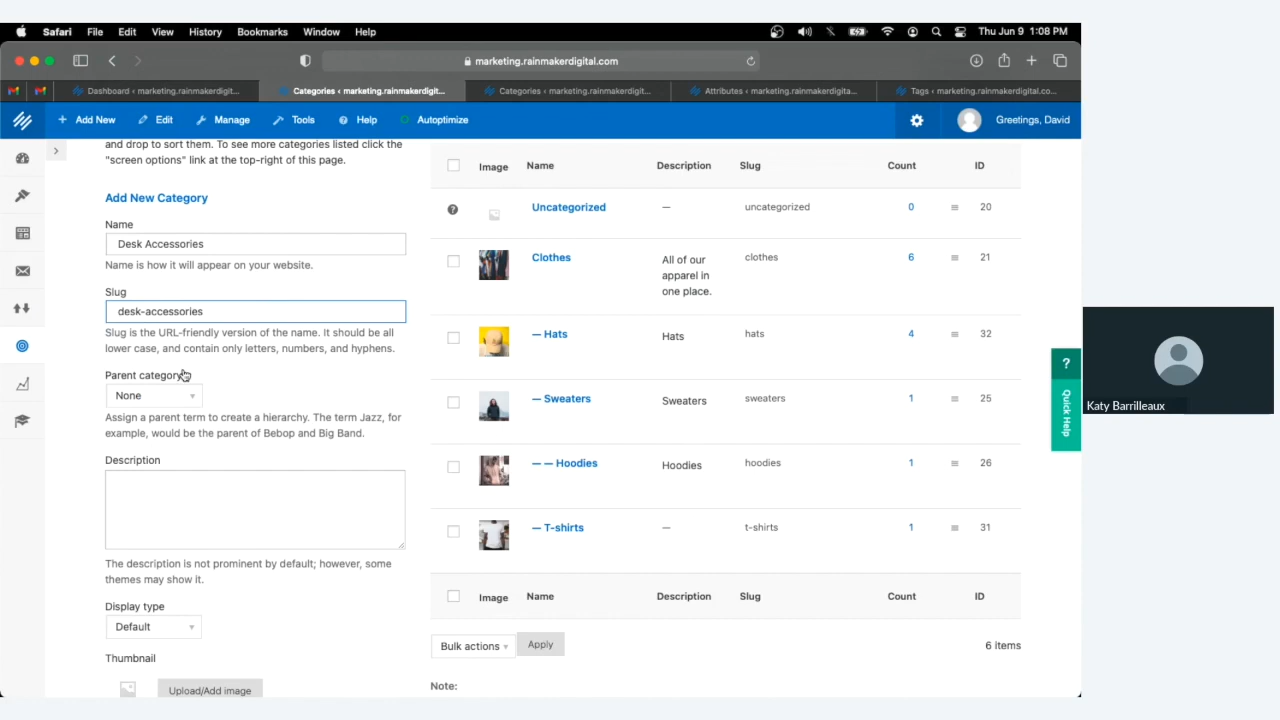 Safari File Edit View History Bookmarks Window Help Thu Jun 9 1:08 PM
marketing.rainmakerdigital.com
Dashboard < marketing.rainmakerdigit... Categories < marketing.rainmakerdigit... Categories < marketing.rainmakerdigit... Attributes < marketing.rainmakerdigita... Tags < marketing.rainmakerdigital.co...
Add New Edit Manage Tools Help Autoptimize Greetings, David
and drop to sort them. To see more categories listed click the
"screen options" link at the top-right of this page.
Add New Category
Name
Desk Accessories
Name is how it will appear on your website.
Slug
desk-accessories
Slug is the URL-friendly version of the name. It should be all
lower case, and contain only letters, numbers, and hyphens.
Parent category
None
Assign a parent term to create a hierarchy. The term Jazz, for
example, would be the parent of Bebop and Big Band.
Description
The description is not prominent by default; however, some
themes may show it.
Display type
Default
Thumbnail
Upload/Add image
Image Name Description Slug Count ID
Uncategorized — uncategorized 0 20
Clothes All of our clothes 6 21
apparel in
one place.
— Hats Hats hats 4 32
— Sweaters Sweaters sweaters 1 25
— — Hoodies Hoodies hoodies 1 26
— T-shirts — t-shirts 1 31
Image Name Description Slug Count ID
Bulk actions Apply 6 items
Note:
?
Quick Help
Katy Barrilleaux